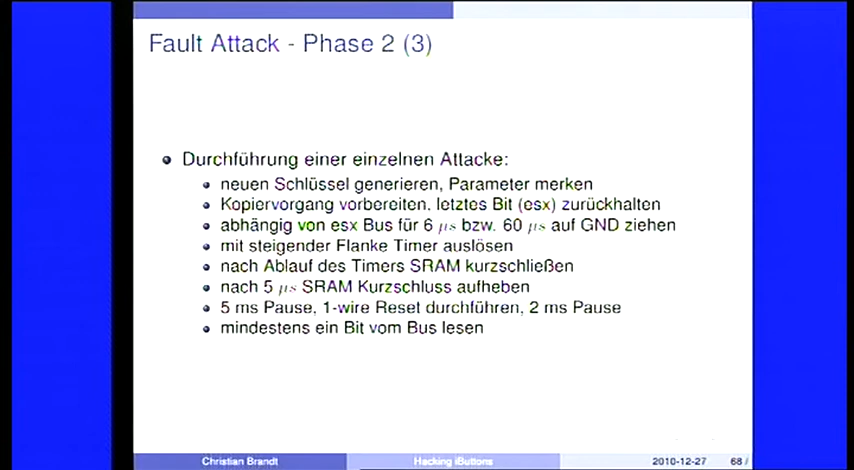 Fault Attack - Phase 2 (3)
Durchführung einer einzelnen Attacke:
neuen Schlüssel generieren, Parameter merken
Kopiervorgang vorbereiten. letztes Bit (esx) zurückhalten
abhängig von esx Bus für 6 μs bzw. 60 μs auf GND ziehen
mit steigender Flanke Timer auslösen
nach Ablauf des Timers SRAM kurzschließen
nach 5 μs SRAM Kurzschluss aufheben
5 ms Pause, 1-wire Reset durchführen, 2 ms Pause
mindestens ein Bit vom Bus lesen
Christian Brandt Hacking iButtons 2010-12-27 68 /